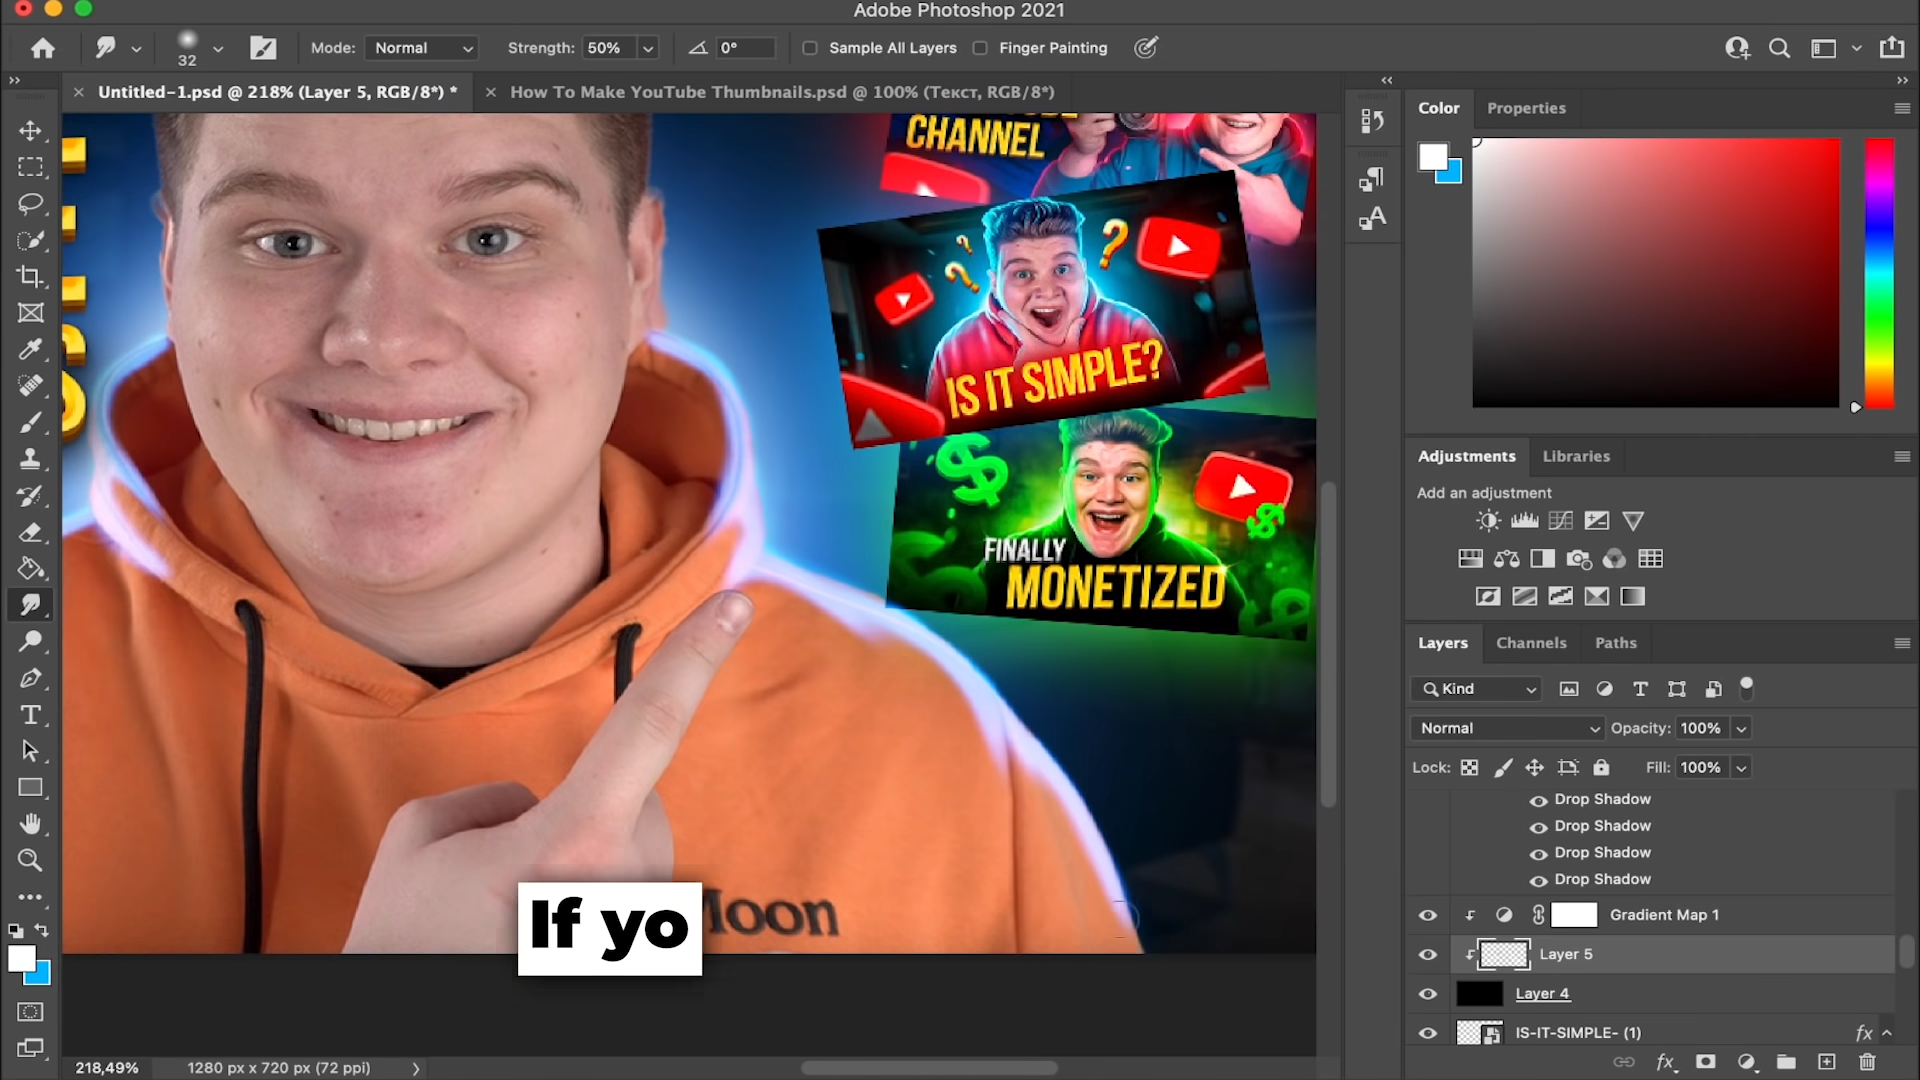 Adobe Photoshop 2021
32
Mode: Normal
Strength: 50%
0°
Sample All Layers
Finger Painting
Untitled-1.psd @ 218% (Layer 5, RGB/8*) *
How To Make YouTube Thumbnails.psd @ 100% (Текст, RGB/8*)
Color
Properties
CHANNEL
IS IT SIMPLE?
FINALLY
MONETIZED
Adjustments
Libraries
Add an adjustment
Layers
Channels
Paths
Kind
Normal
Opacity: 100%
Lock:
Fill: 100%
Drop Shadow
Drop Shadow
Drop Shadow
Drop Shadow
Gradient Map 1
Layer 5
Layer 4
IS-IT-SIMPLE- (1)
fx
If yo
Moon
218,49%
1280 px x 720 px (72 ppi)
fx